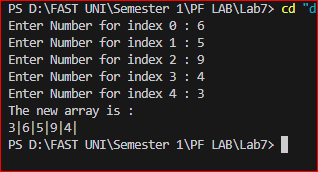 PS D:\FAST UNI\Semester 1\PF LAB\Lab7> cd "d
Enter Number for index 0 : 6
Enter Number for index 1 : 5
Enter Number for index 2 : 9
Enter Number for index 3 : 4
Enter Number for index 4 : 3
The new array is :
3|6|5|9|4|
PS D:\FAST UNI\Semester 1\PF LAB\Lab7>